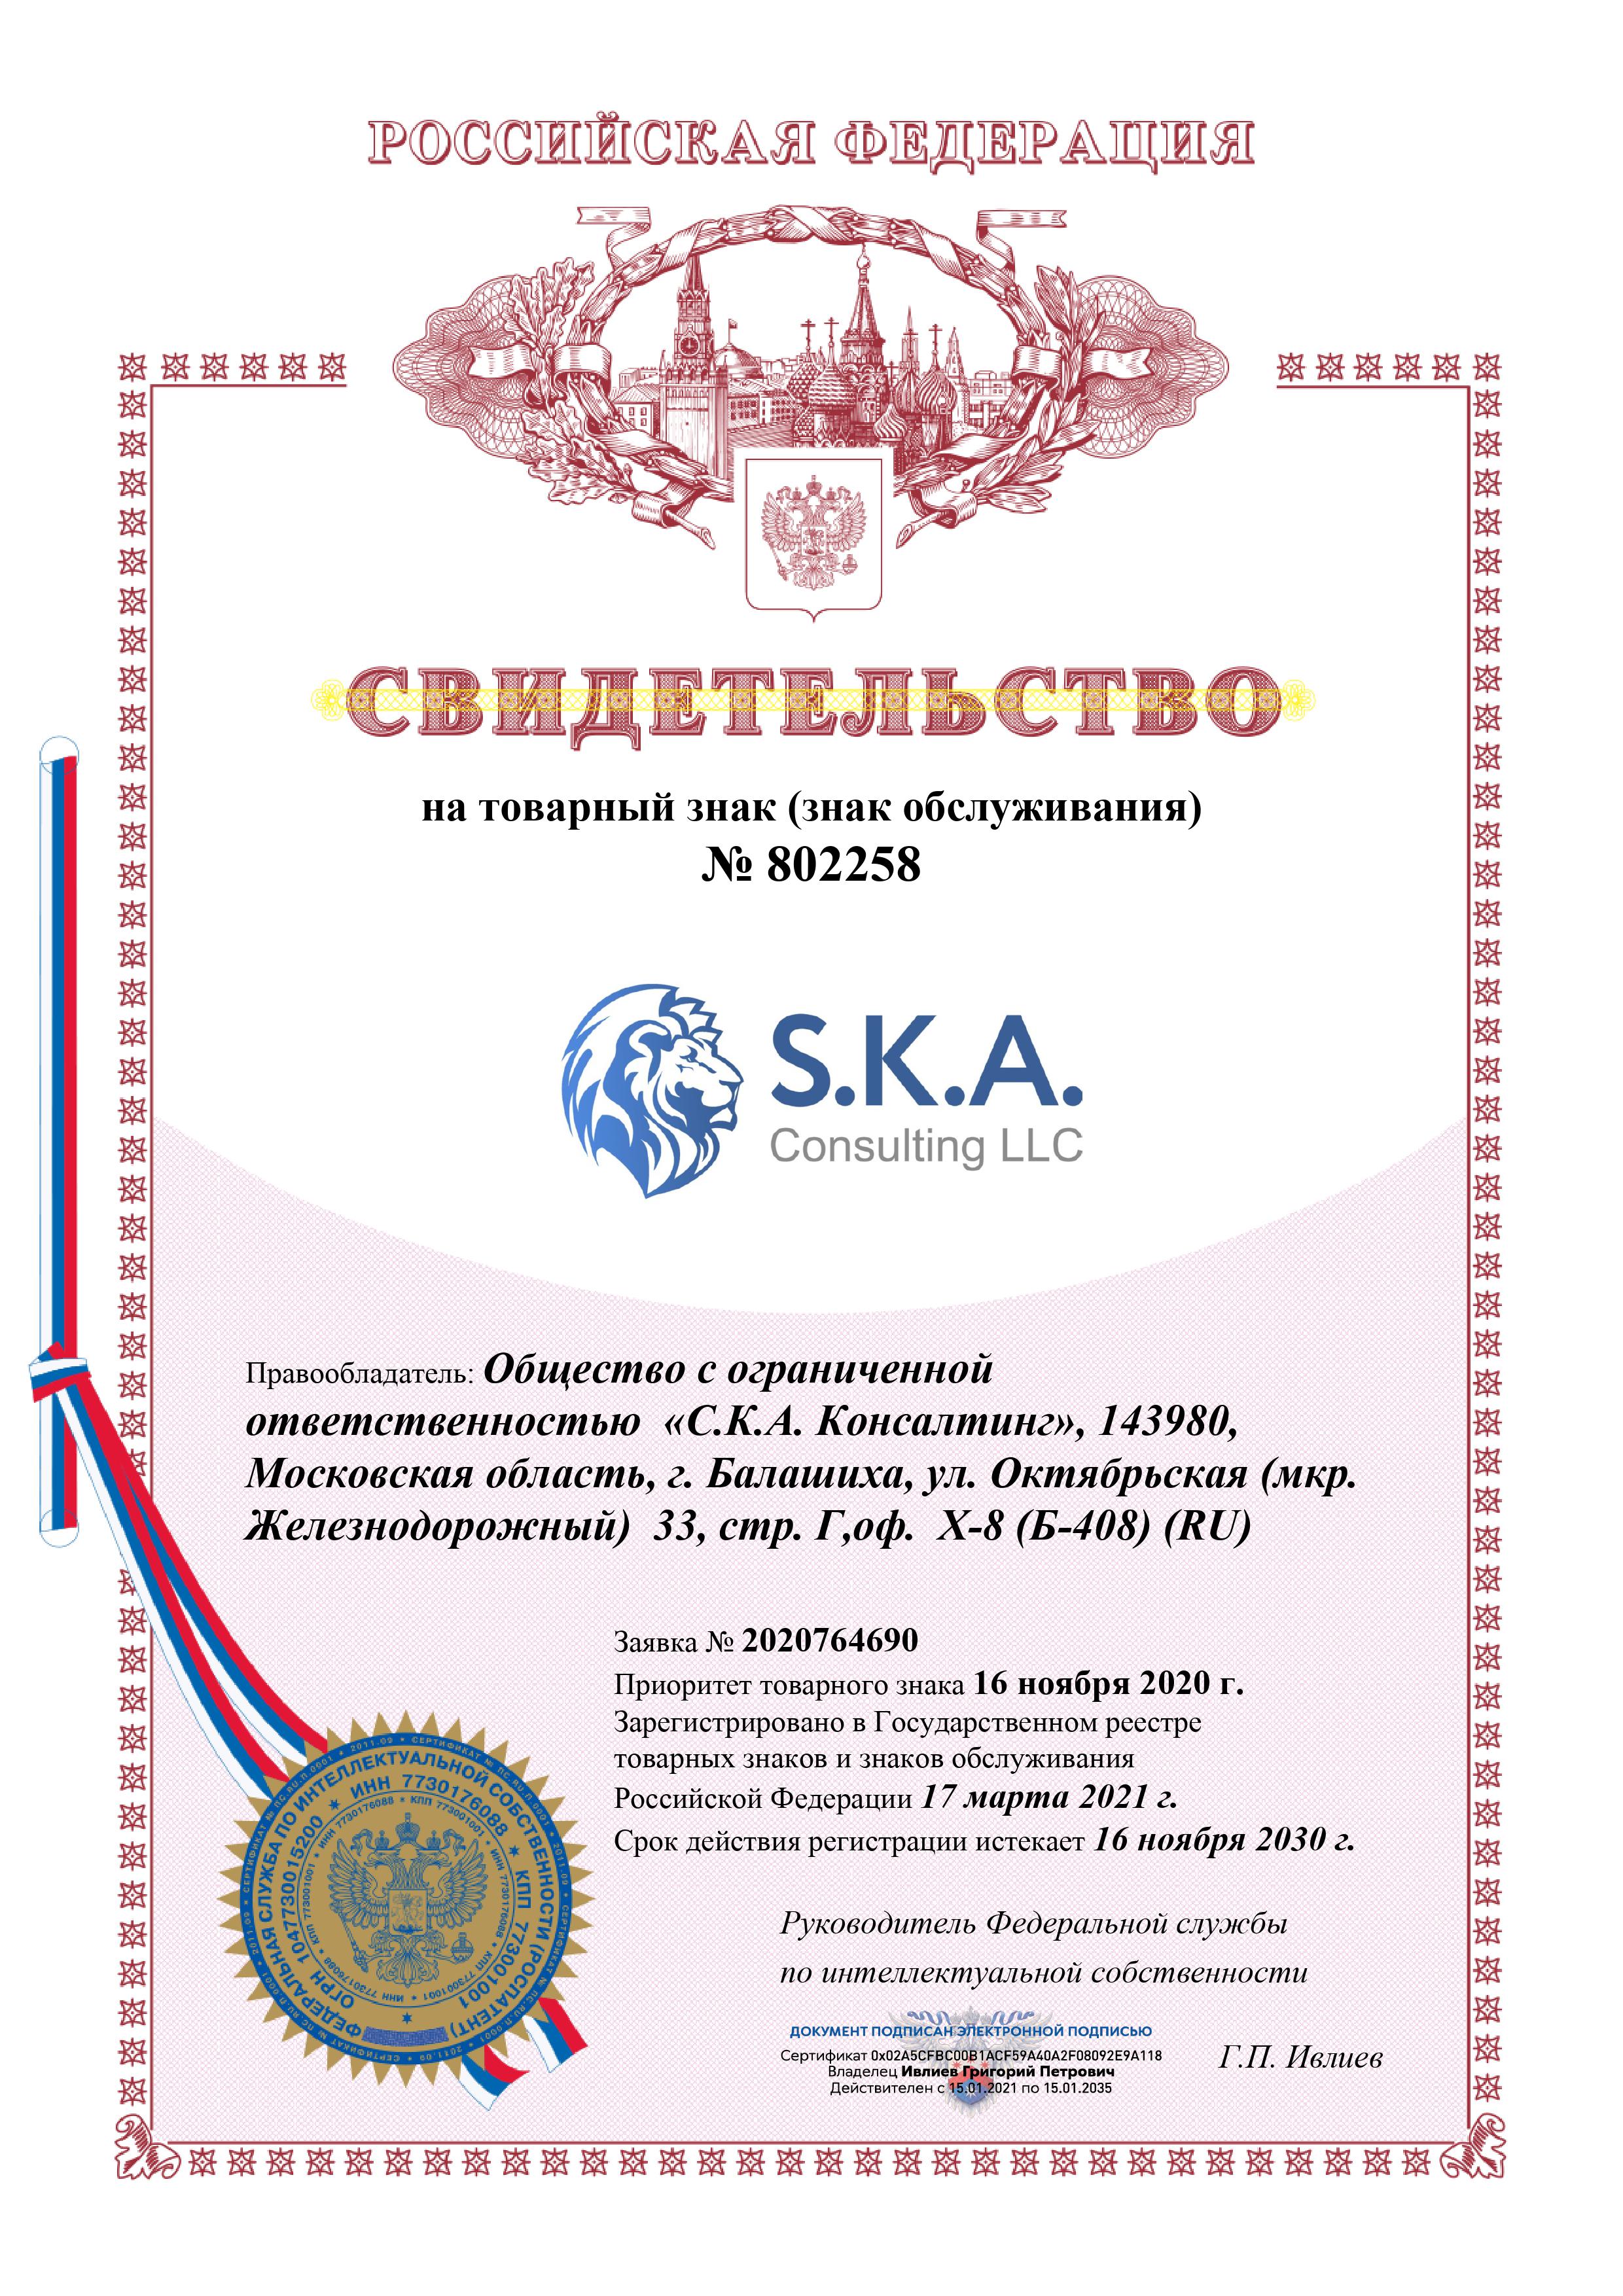 РОССИЙСКАЯ ФЕДЕРАЦИЯ
СВИДЕТЕЛЬСТВО
на товарный знак (знак обслуживания)
№ 802258
S.K.A.
Consulting LLC
Правообладатель: Общество с ограниченной
ответственностью «С.К.А. Консалтинг», 143980,
Московская область, г. Балашиха, ул. Октябрьская (мкр.
Железнодорожный) 33, стр. Г,оф. Х-8 (Б-408) (RU)
Заявка № 2020764690
Приоритет товарного знака 16 ноября 2020 г.
Зарегистрировано в Государственном реестре
товарных знаков и знаков обслуживания
Российской Федерации 17 марта 2021 г.
Срок действия регистрации истекает 16 ноября 2030 г.
Руководитель Федеральной службы
по интеллектуальной собственности
ДОКУМЕНТ ПОДПИСАН ЭЛЕКТРОННОЙ ПОДПИСЬЮ
Сертификат 0x02A5CFBC00B1ACF59A40A2F08092E9A118
Владелец Ивлиев Григорий Петрович
Действителен с 15.01.2021 по 15.01.2035
Г.П. Ивлиев
ФЕДЕРАЛЬНАЯ СЛУЖБА ПО ИНТЕЛЛЕКТУАЛЬНОЙ СОБСТВЕННОСТИ (РОСПАТЕНТ)
ОГРН 1047730015200 * ИНН 7730176088 * КПП 773001001 *